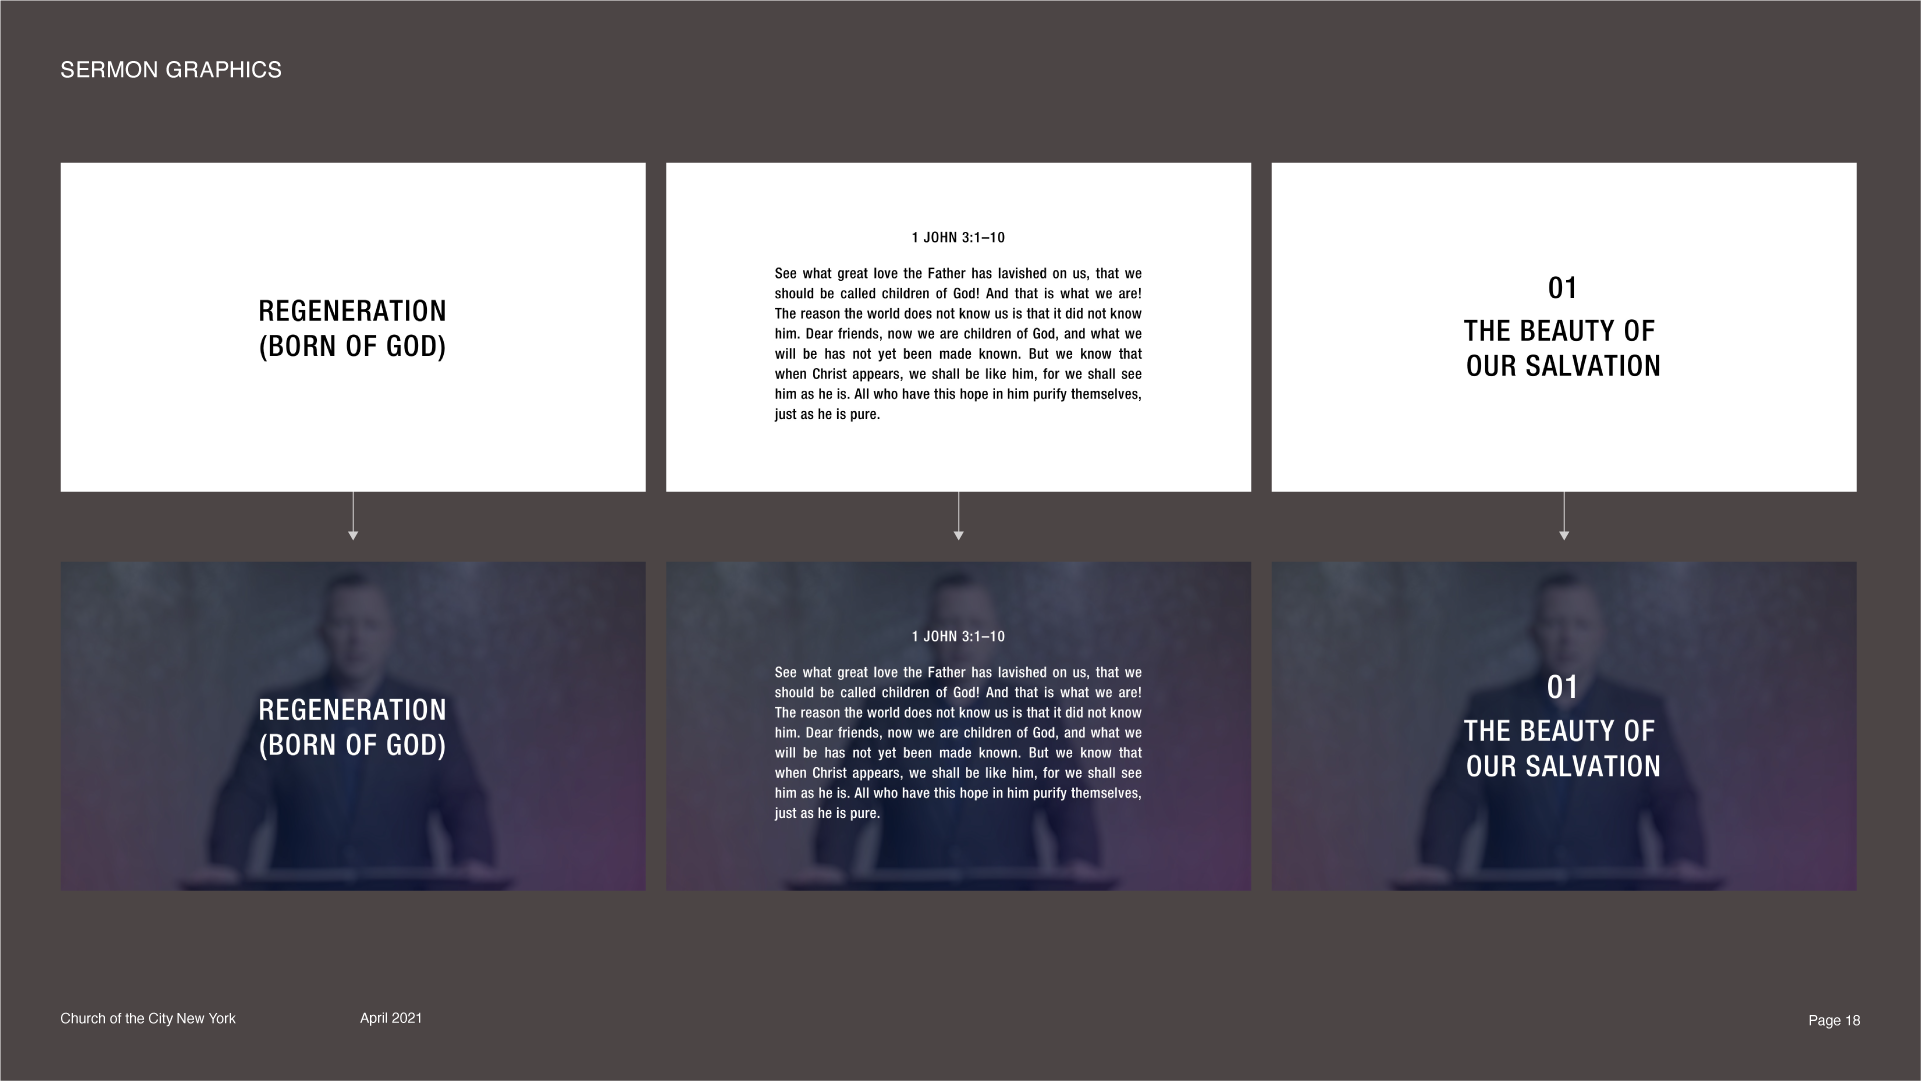 SERMON GRAPHICS
REGENERATION
(BORN OF GOD)
1 JOHN 3:1–10
See what great love the Father has lavished on us, that we
should be called children of God! And that is what we are!
The reason the world does not know us is that it did not know
him. Dear friends, now we are children of God, and what we
will be has not yet been made known. But we know that
when Christ appears, we shall be like him, for we shall see
him as he is. All who have this hope in him purify themselves,
just as he is pure.
01
THE BEAUTY OF
OUR SALVATION
REGENERATION
(BORN OF GOD)
1 JOHN 3:1–10
See what great love the Father has lavished on us, that we
should be called children of God! And that is what we are!
The reason the world does not know us is that it did not know
him. Dear friends, now we are children of God, and what we
will be has not yet been made known. But we know that
when Christ appears, we shall be like him, for we shall see
him as he is. All who have this hope in him purify themselves,
just as he is pure.
01
THE BEAUTY OF
OUR SALVATION
Church of the City New York
April 2021
Page 18